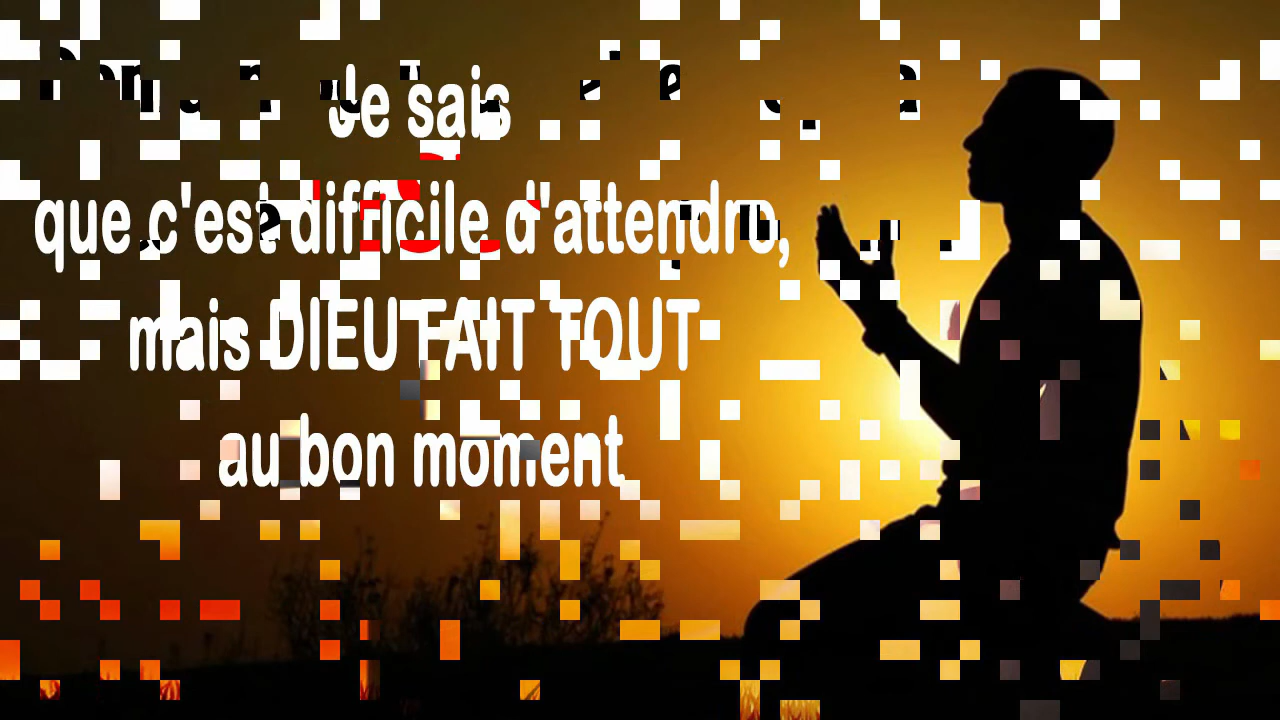 Je sais
que c'est difficile d'attendre,
mais DIEU FAIT TOUT
au bon moment